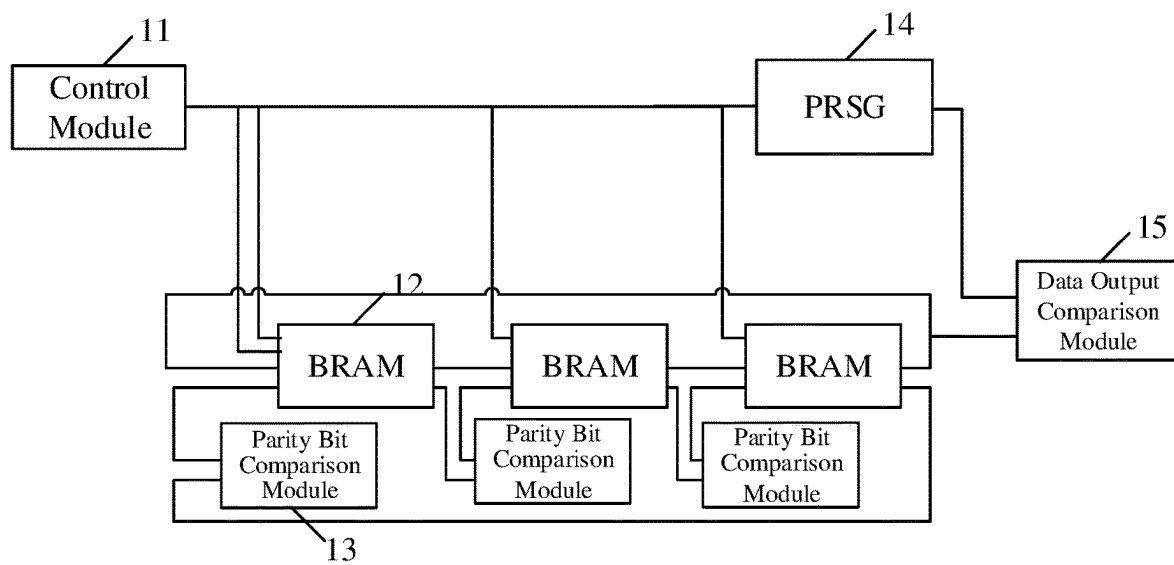 11
Control
Module
14
PRSG
15
Data Output
Comparison
Module
12
BRAM
BRAM
BRAM
Parity Bit
Comparison
Module
13
Parity Bit
Comparison
Module
Parity Bit
Comparison
Module